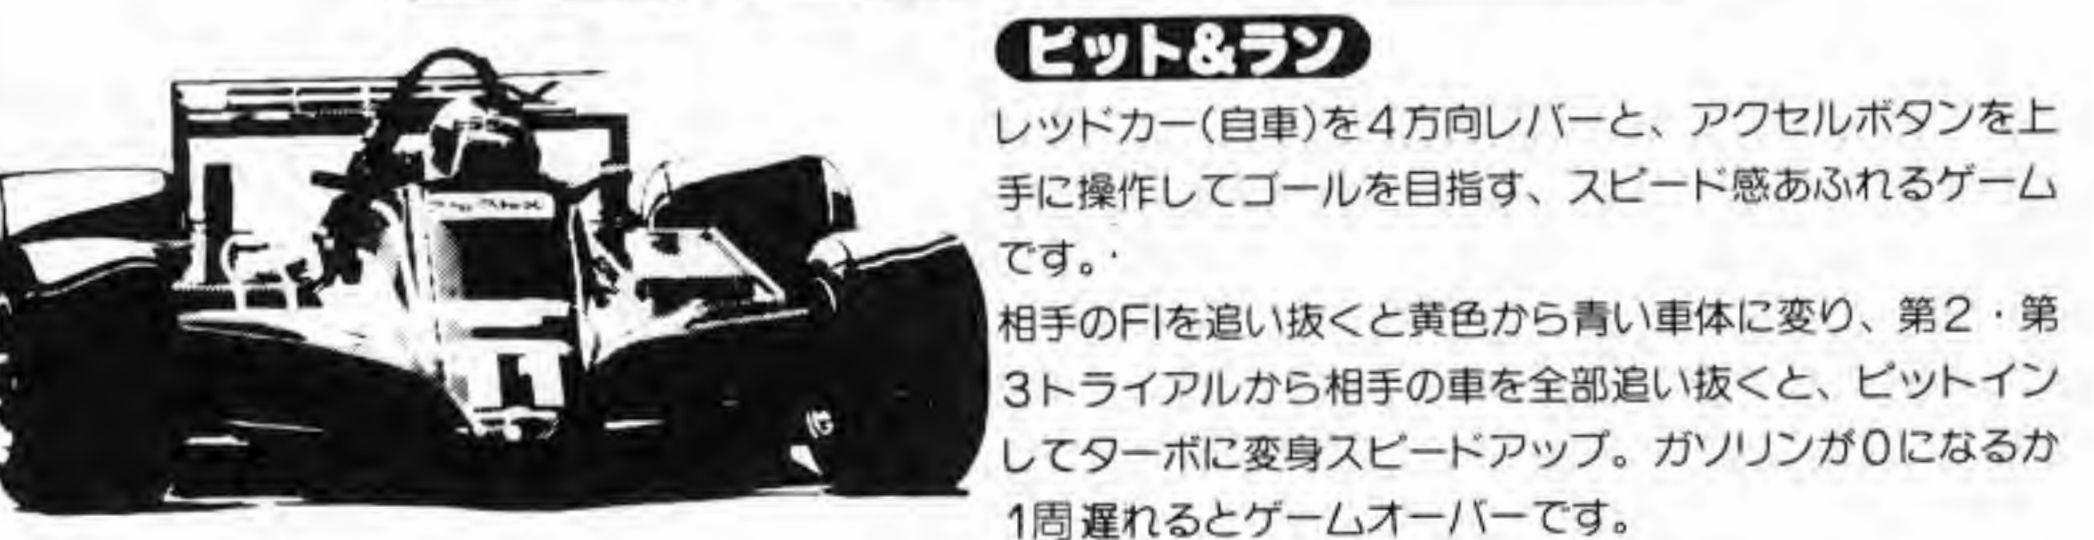 ピット&ラン
レッドカー(自車)を4方向レバーと、アクセルボタンを上
手に操作してゴールを目指す、スピード感あふれるゲーム
です。
相手のFIを追い抜くと黄色から青い車体に変り、第2・第
3トライアルから相手の車を全部追い抜くと、ピットイン
してターボに変身スピードアップ。ガソリンが0になるか
1周遅れるとゲームオーバーです。